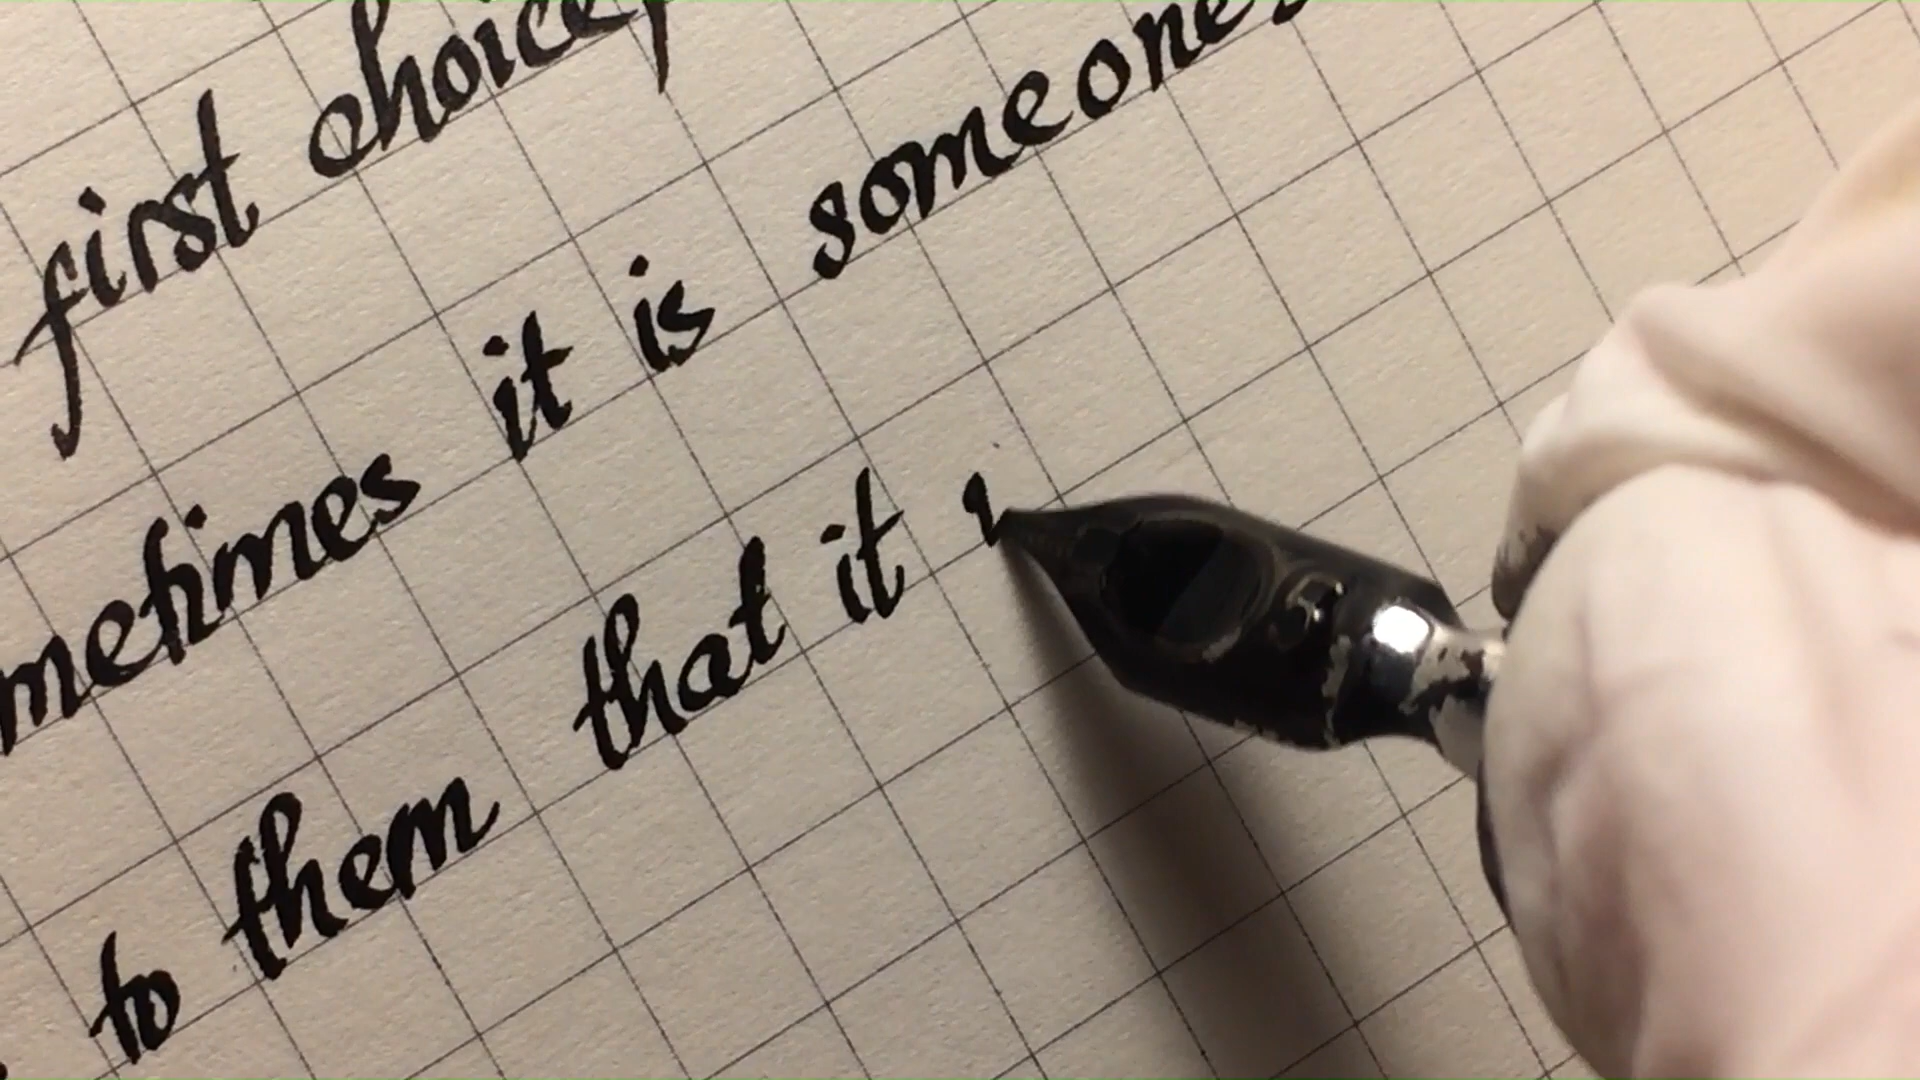 first choice,
metimes it is someone
to them that it